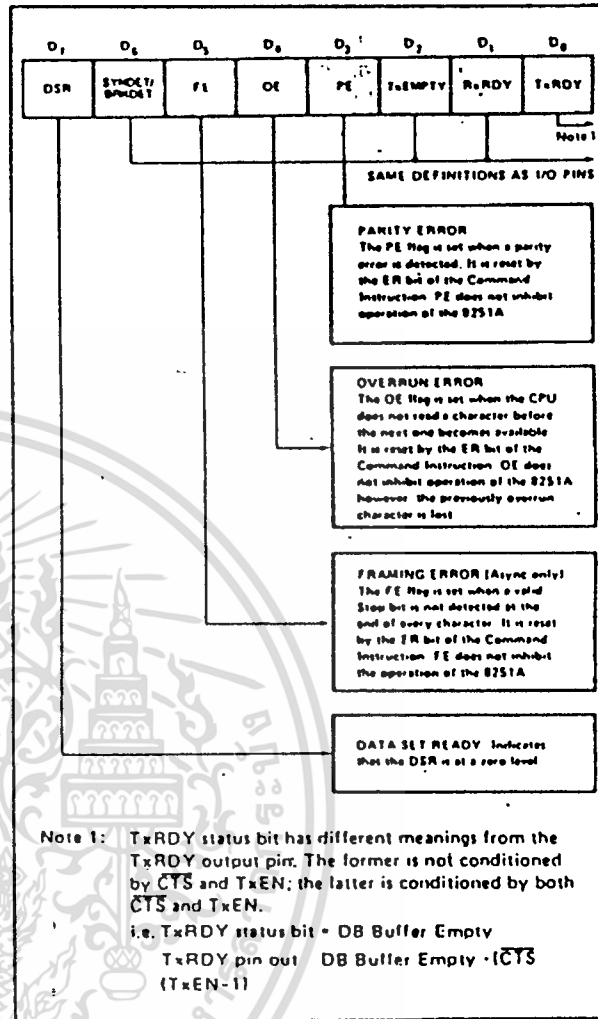 D7 D6 D5 D4 D3 D2 D1 D0
DSR SYNDET/ FE OE PE TxEMPTY RxRDY TxRDY
BRKDET
Note 1
SAME DEFINITIONS AS I/O PINS
PARITY ERROR
The PE flag is set when a parity
error is detected. It is reset by
the ER bit of the Command
Instruction. PE does not inhibit
operation of the 8251A
OVERRUN ERROR
The OE flag is set when the CPU
does not read a character before
the next one becomes available
It is reset by the ER bit of the
Command Instruction. OE does
not inhibit operation of the 8251A
however, the previously overrun
character is lost
FRAMING ERROR (Async only)
The FE flag is set when a valid
Stop bit is not detected at the
end of every character. It is reset
by the ER bit of the Command
Instruction. FE does not inhibit
the operation of the 8251A
DATA SET READY Indicates
that the DSR is at a zero level
Note 1: TxRDY status bit has different meanings from the
TxRDY output pin. The former is not conditioned
by C̅T̅S̅ and TxEN; the latter is conditioned by both
C̅T̅S̅ and TxEN.
i.e. TxRDY status bit = DB Buffer Empty
TxRDY pin out DB Buffer Empty · (C̅T̅S̅
(TxEN-1)